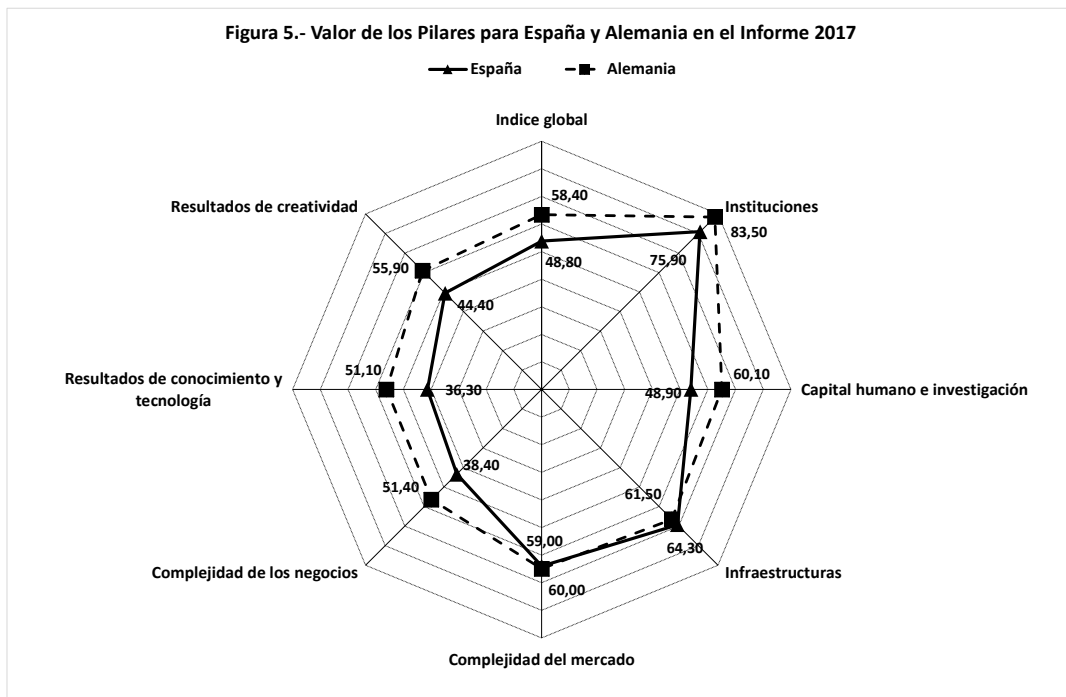 Figura 5.- Valor de los Pilares para España y Alemania en el Informe 2017
España
Alemania
Indice global
58,40
48,80
Instituciones
83,50
75,90
Resultados de creatividad
55,90
44,40
Resultados de conocimiento y
tecnología
51,10
36,30
48,90
60,10
Capital humano e investigación
38,40
51,40
61,50
64,30
59,00
60,00
Complejidad de los negocios
Infraestructuras
Complejidad del mercado